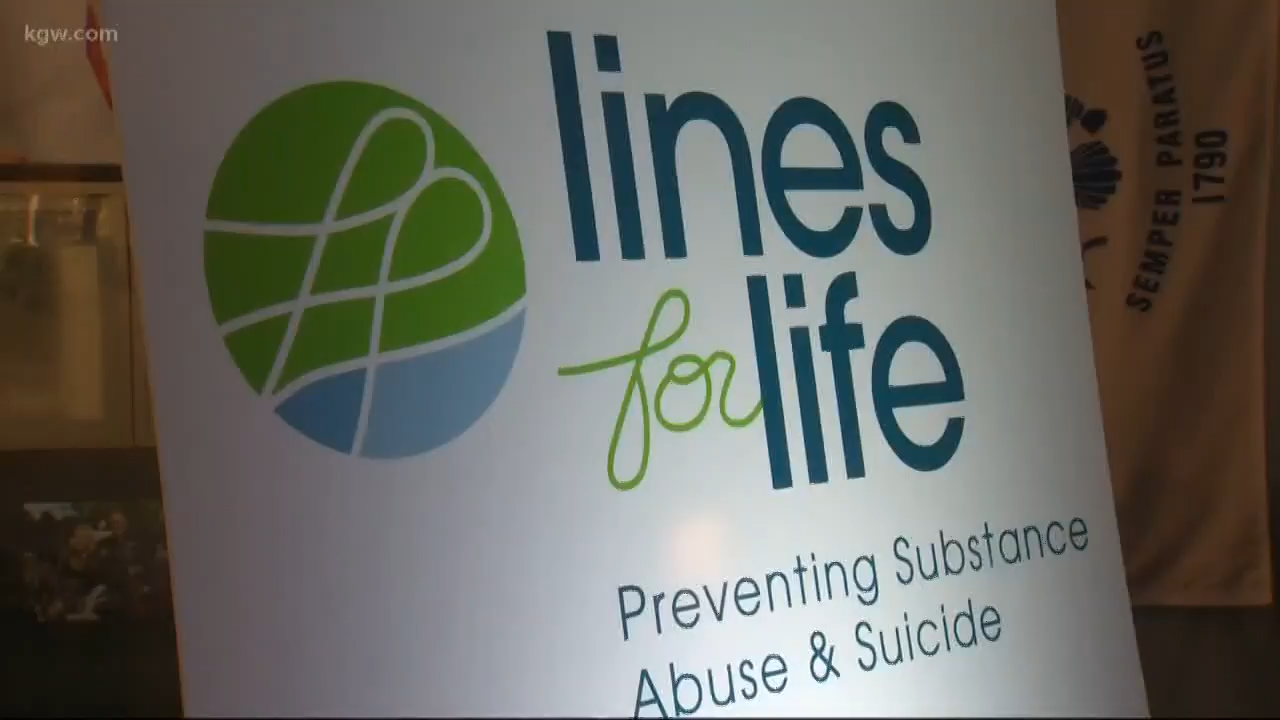 kgw.com
lines
for life
Preventing Substance
Abuse & Suicide
SEMPER PARATUS
1790